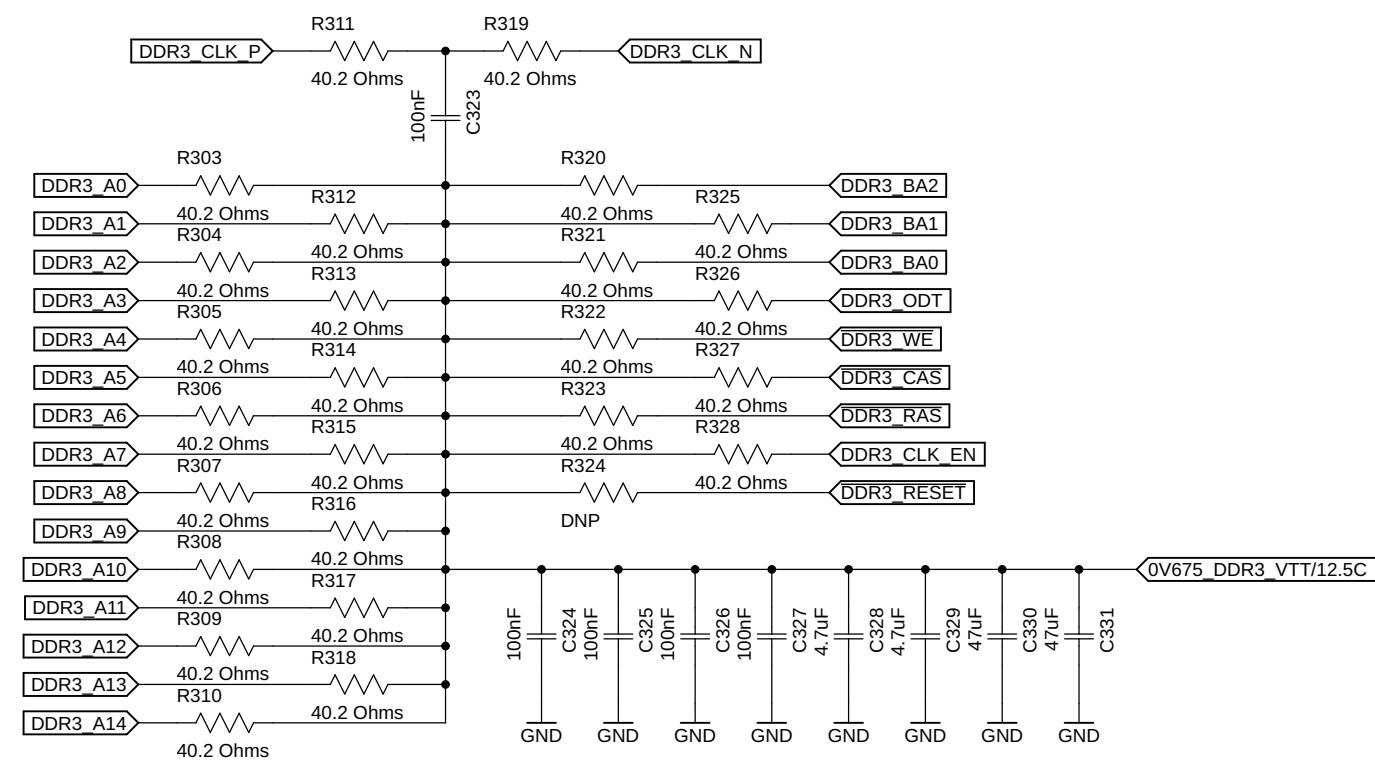 R311 R319
DDR3_CLK_P DDR3_CLK_N
40.2 Ohms 40.2 Ohms
100nF C323
R303 R320
DDR3_A0 DDR3_BA2
R312 R325
40.2 Ohms 40.2 Ohms
DDR3_A1 DDR3_BA1
R304 R321
40.2 Ohms 40.2 Ohms
DDR3_A2 DDR3_BA0
R313 R326
40.2 Ohms 40.2 Ohms
DDR3_A3 DDR3_ODT
R305 R322
40.2 Ohms 40.2 Ohms
DDR3_A4 DDR3_WE
R314 R327
40.2 Ohms 40.2 Ohms
DDR3_A5 DDR3_CAS
R306 R323
40.2 Ohms 40.2 Ohms
DDR3_A6 DDR3_RAS
R315 R328
40.2 Ohms 40.2 Ohms
DDR3_A7 DDR3_CLK_EN
R307 R324
40.2 Ohms 40.2 Ohms
DDR3_A8 DDR3_RESET
R316
40.2 Ohms DNP
DDR3_A9
R308
40.2 Ohms
DDR3_A10 0V675_DDR3_VTT/12.5C
R317
40.2 Ohms
DDR3_A11
R309
40.2 Ohms
DDR3_A12
R318
40.2 Ohms
DDR3_A13
R310
40.2 Ohms
DDR3_A14
40.2 Ohms
100nF C324 100nF C325 100nF C326 100nF C327 4.7uF C328 4.7uF C329 47uF C330 47uF C331
GND GND GND GND GND GND GND GND